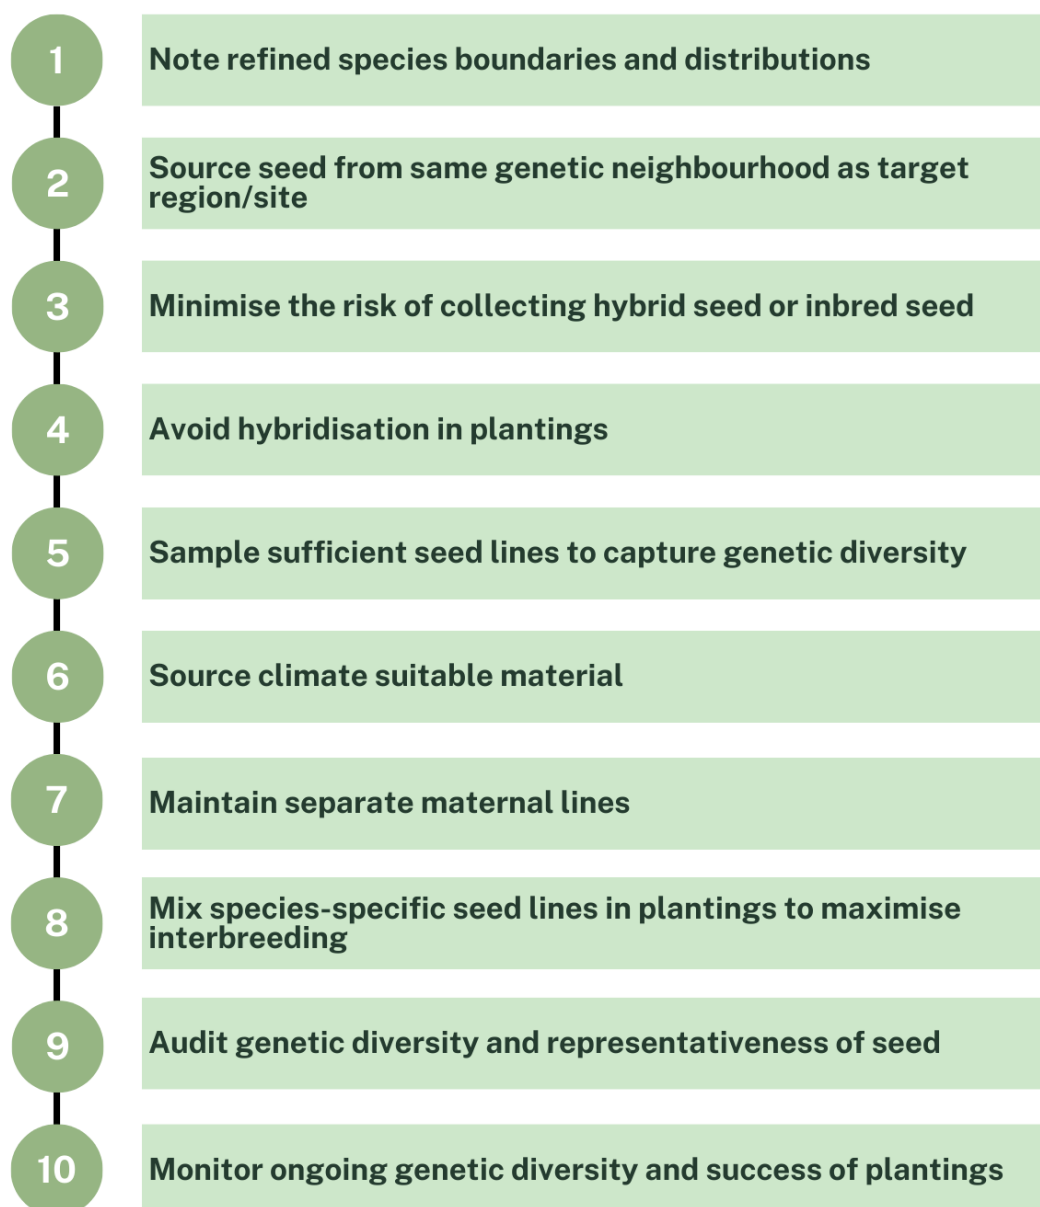 1
Note refined species boundaries and distributions
2
Source seed from same genetic neighbourhood as target
region/site
3
Minimise the risk of collecting hybrid seed or inbred seed
4
Avoid hybridisation in plantings
5
Sample sufficient seed lines to capture genetic diversity
6
Source climate suitable material
7
Maintain separate maternal lines
8
Mix species-specific seed lines in plantings to maximise
interbreeding
9
Audit genetic diversity and representativeness of seed
10
Monitor ongoing genetic diversity and success of plantings